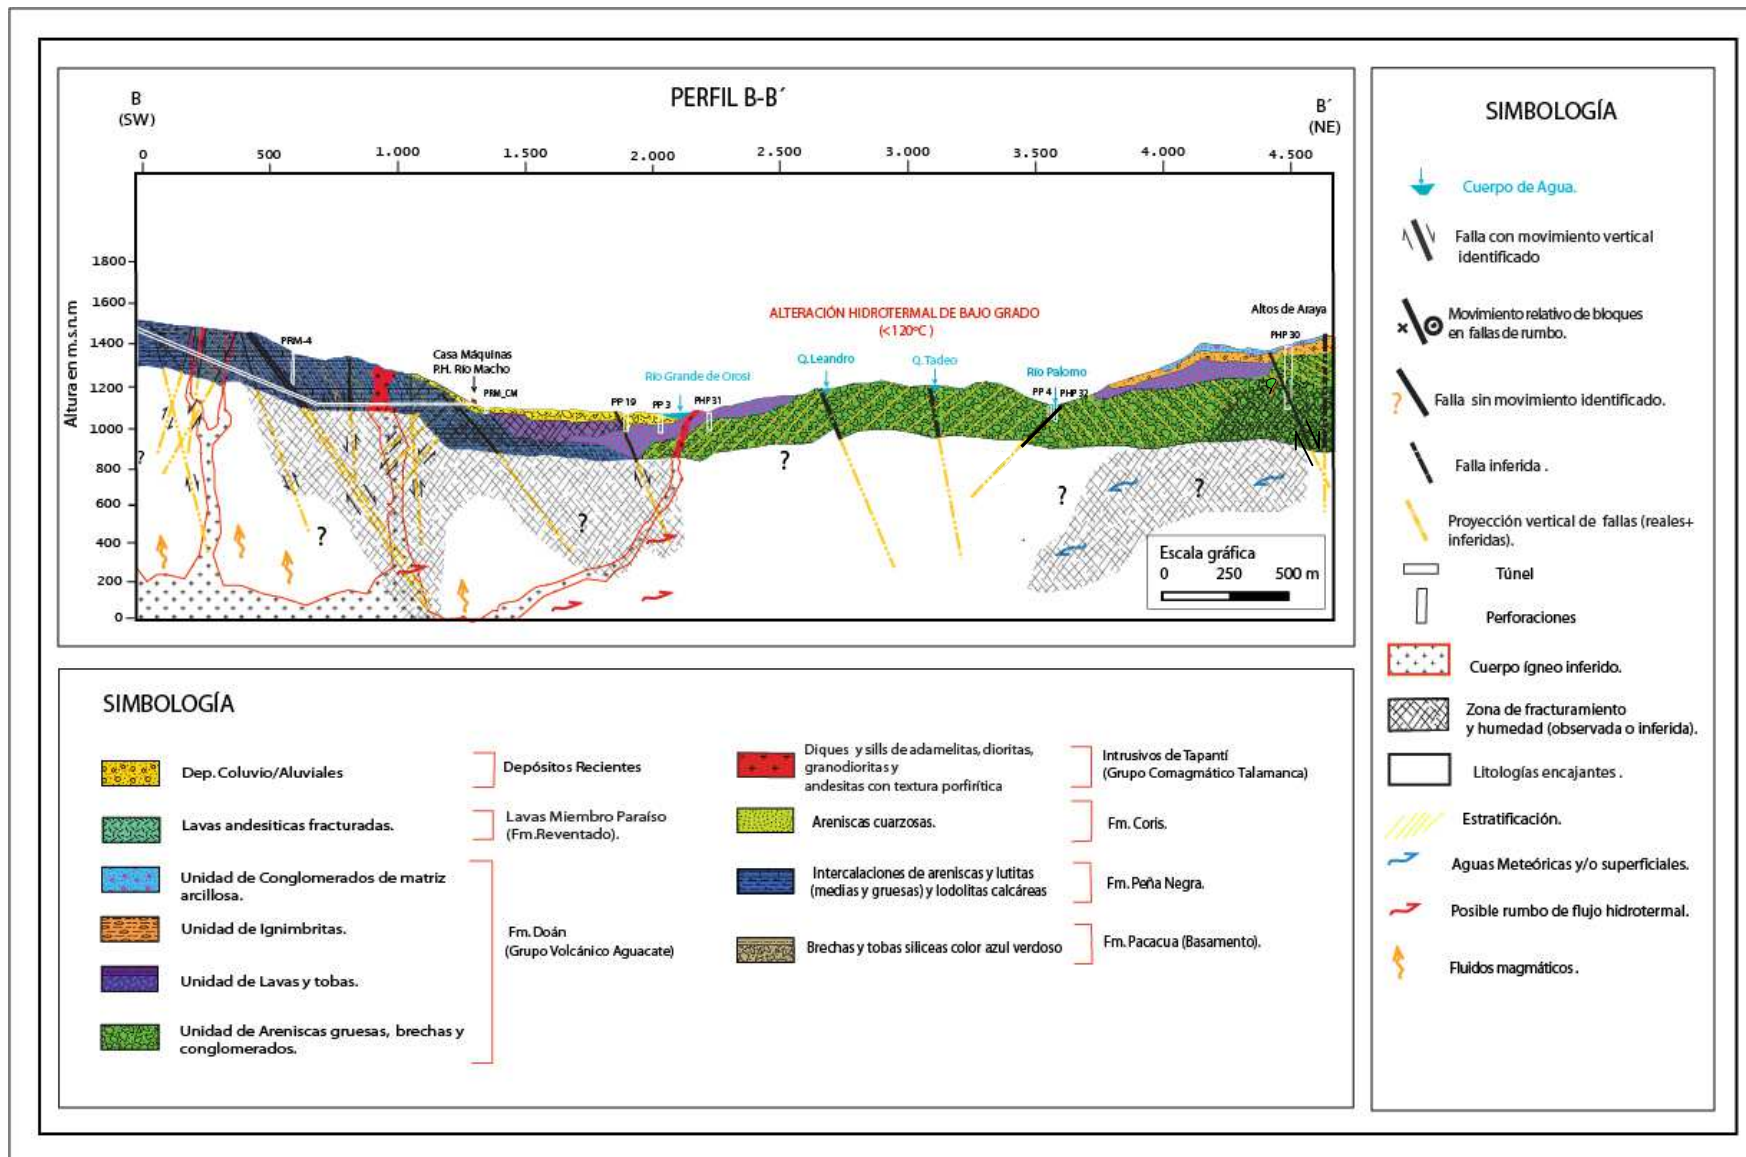 B
(SW)
PERFIL B-B´
B´
(NE)
0
500
1.000
1.500
2.000
2.500
3.000
3.500
4.000
4.500
Altura en m.s.n.m
1800
1600
1400
1200
1000
800
600
400
200
0
PRM-4
Casa Máquinas
P.H. Río Macho
PRM_CM
PP 19
PP 3
Río Grande de Orosi
PHP 31
ALTERACIÓN HIDROTERMAL DE BAJO GRADO
(<120ºC )
Q.Leandro
Q.Tadeo
Río Palomo
PP 4
PHP 32
Altos de Araya
PHP 30
?
?
?
?
?
?
Escala gráfica
0 250 500 m
SIMBOLOGÍA
Dep. Coluvio/Aluviales
Depósitos Recientes
Lavas andesiticas fracturadas.
Lavas Miembro Paraíso
(Fm.Reventado).
Unidad de Conglomerados de matriz
arcillosa.
Unidad de Ignimbritas.
Unidad de Lavas y tobas.
Unidad de Areniscas gruesas, brechas y
conglomerados.
Fm. Doán
(Grupo Volcánico Aguacate)
Diques y sills de adamelitas, dioritas,
granodioritas y
andesitas con textura porfirítica
Intrusivos de Tapantí
(Grupo Comagmático Talamanca)
Areniscas cuarzosas.
Fm. Coris.
Intercalaciones de areniscas y lutitas
(medias y gruesas) y lodolitas calcáreas
Fm. Peña Negra.
Brechas y tobas siliceas color azul verdoso
Fm. Pacacua (Basamento).
SIMBOLOGÍA
Cuerpo de Agua.
Falla con movimiento vertical
identificado
Movimiento relativo de bloques
en fallas de rumbo.
?
Falla sin movimiento identificado.
Falla inferida .
Proyección vertical de fallas (reales+
inferidas).
Túnel
Perforaciones
Cuerpo ígneo inferido.
Zona de fracturamiento
y humedad (observada o inferida).
Litologías encajantes .
Estratificación.
Aguas Meteóricas y/o superficiales.
Posible rumbo de flujo hidrotermal.
Fluidos magmáticos .